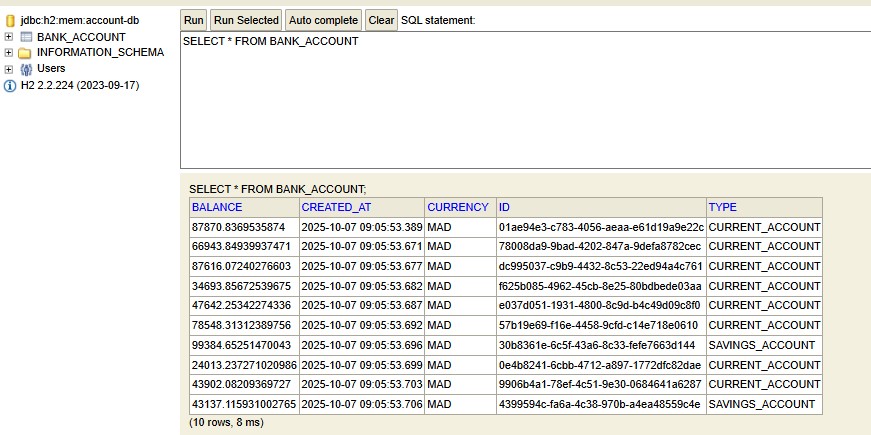 jdbc:h2:mem:account-db
BANK_ACCOUNT
INFORMATION_SCHEMA
Users
H2 2.2.224 (2023-09-17)
Run Run Selected Auto complete Clear SQL statement:
SELECT * FROM BANK_ACCOUNT
SELECT * FROM BANK_ACCOUNT;
BALANCE CREATED_AT CURRENCY ID TYPE
87870.8369535874 2025-10-07 09:05:53.389 MAD 01ae94e3-c783-4056-aeaa-e61d19a9e22c CURRENT_ACCOUNT
66943.84939937471 2025-10-07 09:05:53.671 MAD 78008da9-9bad-4202-847a-9defa8782cec CURRENT_ACCOUNT
87616.07240276603 2025-10-07 09:05:53.677 MAD dc995037-c9b9-4432-8c53-22ed94a4c761 CURRENT_ACCOUNT
34693.85672539675 2025-10-07 09:05:53.682 MAD f625b085-4962-45cb-8e25-80bdbede03aa CURRENT_ACCOUNT
47642.25342274336 2025-10-07 09:05:53.687 MAD e037d051-1931-4800-8c9d-b4c49d09c8f0 CURRENT_ACCOUNT
78548.31312389756 2025-10-07 09:05:53.692 MAD 57b19e69-f16e-4458-9cfd-c14e718e0610 CURRENT_ACCOUNT
99384.65251470043 2025-10-07 09:05:53.696 MAD 30b8361e-6c5f-43a6-8c33-fefe7663d144 SAVINGS_ACCOUNT
24013.237271020986 2025-10-07 09:05:53.699 MAD 0e4b8241-6cbb-4712-a897-1772dfc82dae CURRENT_ACCOUNT
43902.08209369727 2025-10-07 09:05:53.703 MAD 9906b4a1-78ef-4c51-9e30-0684641a6287 CURRENT_ACCOUNT
43137.115931002765 2025-10-07 09:05:53.706 MAD 4399594c-fa6a-4c38-970b-a4ea48559c4e SAVINGS_ACCOUNT
(10 rows, 8 ms)